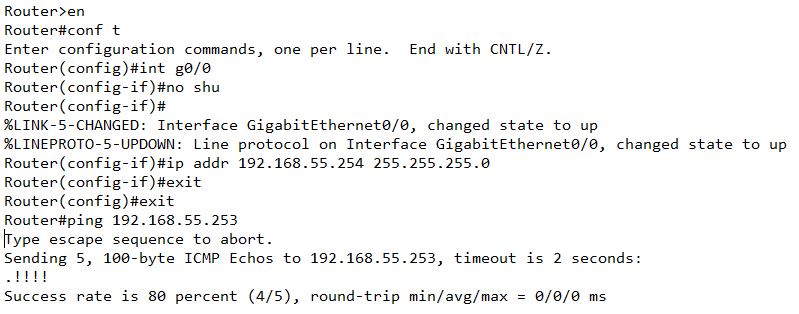 Router>en
Router#conf t
Enter configuration commands, one per line.  End with CNTL/Z.
Router(config)#int g0/0
Router(config-if)#no shu
Router(config-if)#
%LINK-5-CHANGED: Interface GigabitEthernet0/0, changed state to up
%LINEPROTO-5-UPDOWN: Line protocol on Interface GigabitEthernet0/0, changed state to up
Router(config-if)#ip addr 192.168.55.254 255.255.255.0
Router(config-if)#exit
Router(config)#exit
Router#ping 192.168.55.253
Type escape sequence to abort.
Sending 5, 100-byte ICMP Echos to 192.168.55.253, timeout is 2 seconds:
.!!!!
Success rate is 80 percent (4/5), round-trip min/avg/max = 0/0/0 ms